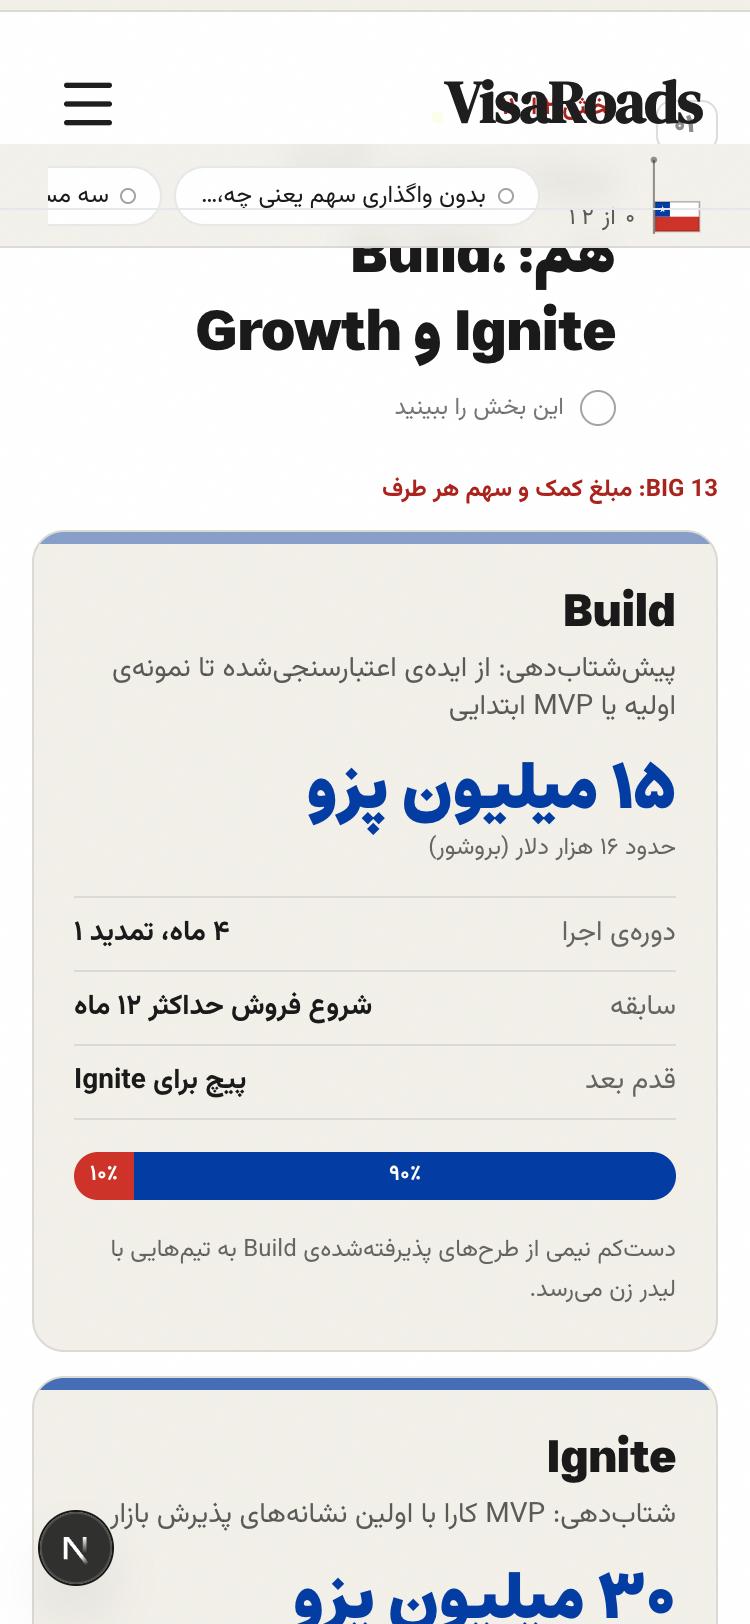 VisaRoads
۰ از ۱۲
بدون واگذاری سهم یعنی چه،...
سه
هم: Build،
Ignite و Growth
این بخش را ببینید
BIG 13: مبلغ کمک و سهم هر طرف
Build
پیش‌شتاب‌دهی: از ایده‌ی اعتبارسنجی‌شده تا نمونه‌ی
اولیه یا MVP ابتدایی
۱۵ میلیون پزو
حدود ۱۶ هزار دلار (بروشور)
دوره‌ی اجرا
۴ ماه، تمدید ۱
سابقه
شروع فروش حداکثر ۱۲ ماه
قدم بعد
پیچ برای Ignite
۹۰٪
۱۰٪
دست‌کم نیمی از طرح‌های پذیرفته‌شده‌ی Build به تیم‌هایی با
لیدر زن می‌رسد.
Ignite
شتاب‌دهی: MVP کارا با اولین نشانه‌های پذیرش بازار
۳۰ میلیون پزو
N